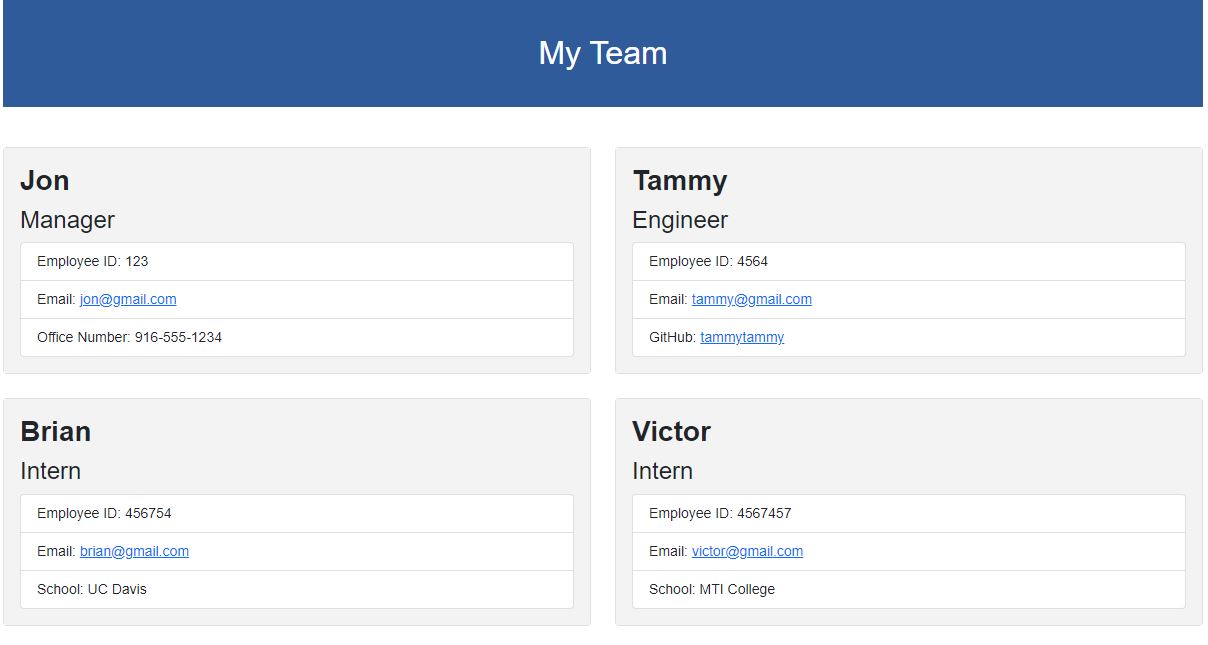 My Team
Jon
Manager
Employee ID: 123
Email: jon@gmail.com
Office Number: 916-555-1234
Tammy
Engineer
Employee ID: 4564
Email: tammy@gmail.com
GitHub: tammytammy
Brian
Intern
Employee ID: 456754
Email: brian@gmail.com
School: UC Davis
Victor
Intern
Employee ID: 4567457
Email: victor@gmail.com
School: MTI College